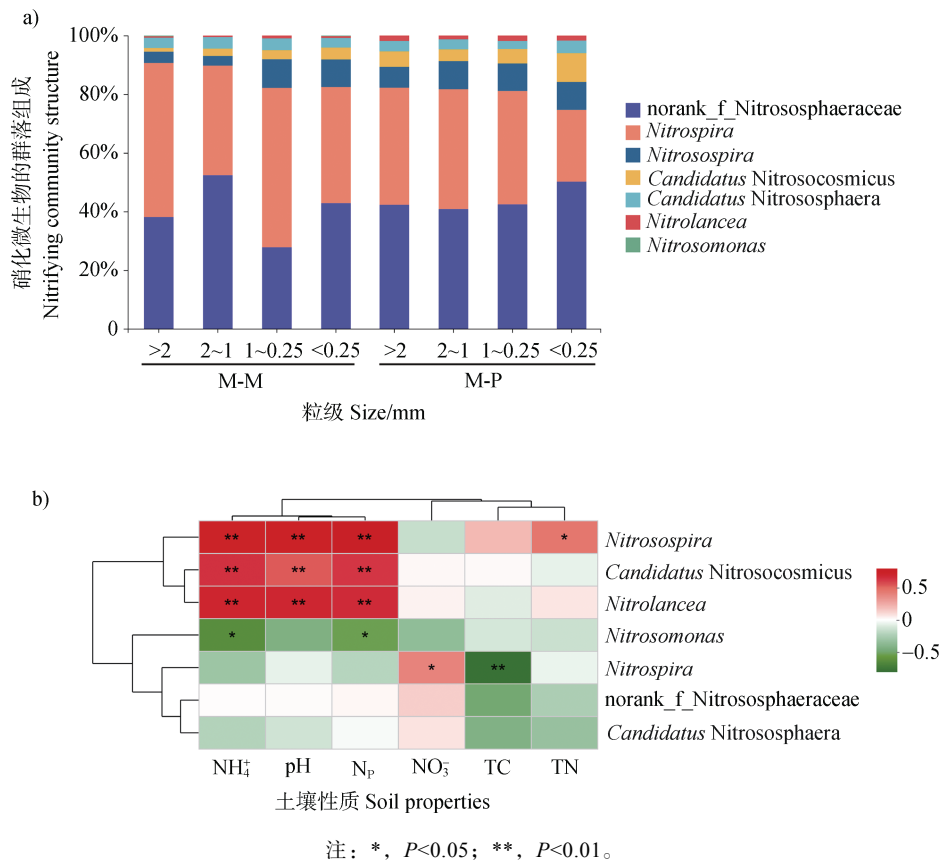 a)
100%
80%
60%
40%
20%
0
硝化微生物的群落组成
Nitrifying community structure
>2 2~1 1~0.25 <0.25 >2 2~1 1~0.25 <0.25
M-M M-P
粒级 Size/mm
norank_f_Nitrososphaeraceae
Nitrospira
Nitrosospira
Candidatus Nitrosocosmicus
Candidatus Nitrososphaera
Nitrolancea
Nitrosomonas
b)
** ** ** * Nitrosospira
** ** ** Candidatus Nitrosocosmicus
** ** ** Nitrolancea
* * Nitrosomonas
* ** Nitrospira
norank_f_Nitrososphaeraceae
Candidatus Nitrososphaera
0.5
0
−0.5
NH₄⁺ pH Nₚ NO₃⁻ TC TN
土壤性质 Soil properties
注：*，P<0.05；**，P<0.01。